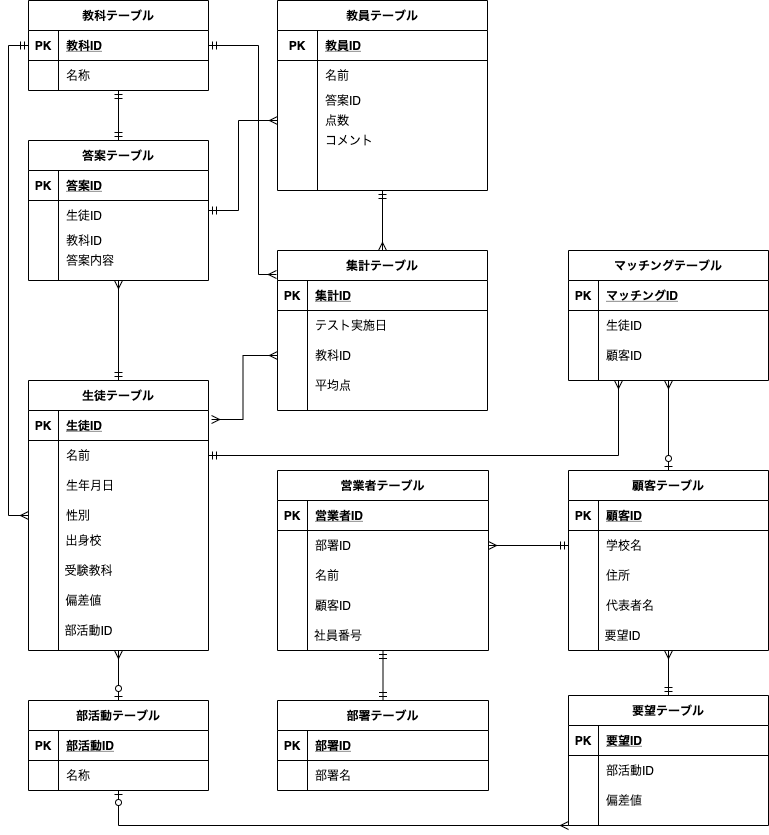 教科テーブル
PK 教科ID
名称
教員テーブル
PK 教員ID
名前
答案ID
点数
コメント
答案テーブル
PK 答案ID
生徒ID
教科ID
答案内容
集計テーブル
PK 集計ID
テスト実施日
教科ID
平均点
マッチングテーブル
PK マッチングID
生徒ID
顧客ID
生徒テーブル
PK 生徒ID
名前
生年月日
性別
出身校
受験教科
偏差値
部活動ID
営業者テーブル
PK 営業者ID
部署ID
名前
顧客ID
社員番号
顧客テーブル
PK 顧客ID
学校名
住所
代表者名
要望ID
部活動テーブル
PK 部活動ID
名称
部署テーブル
PK 部署ID
部署名
要望テーブル
PK 要望ID
部活動ID
偏差値